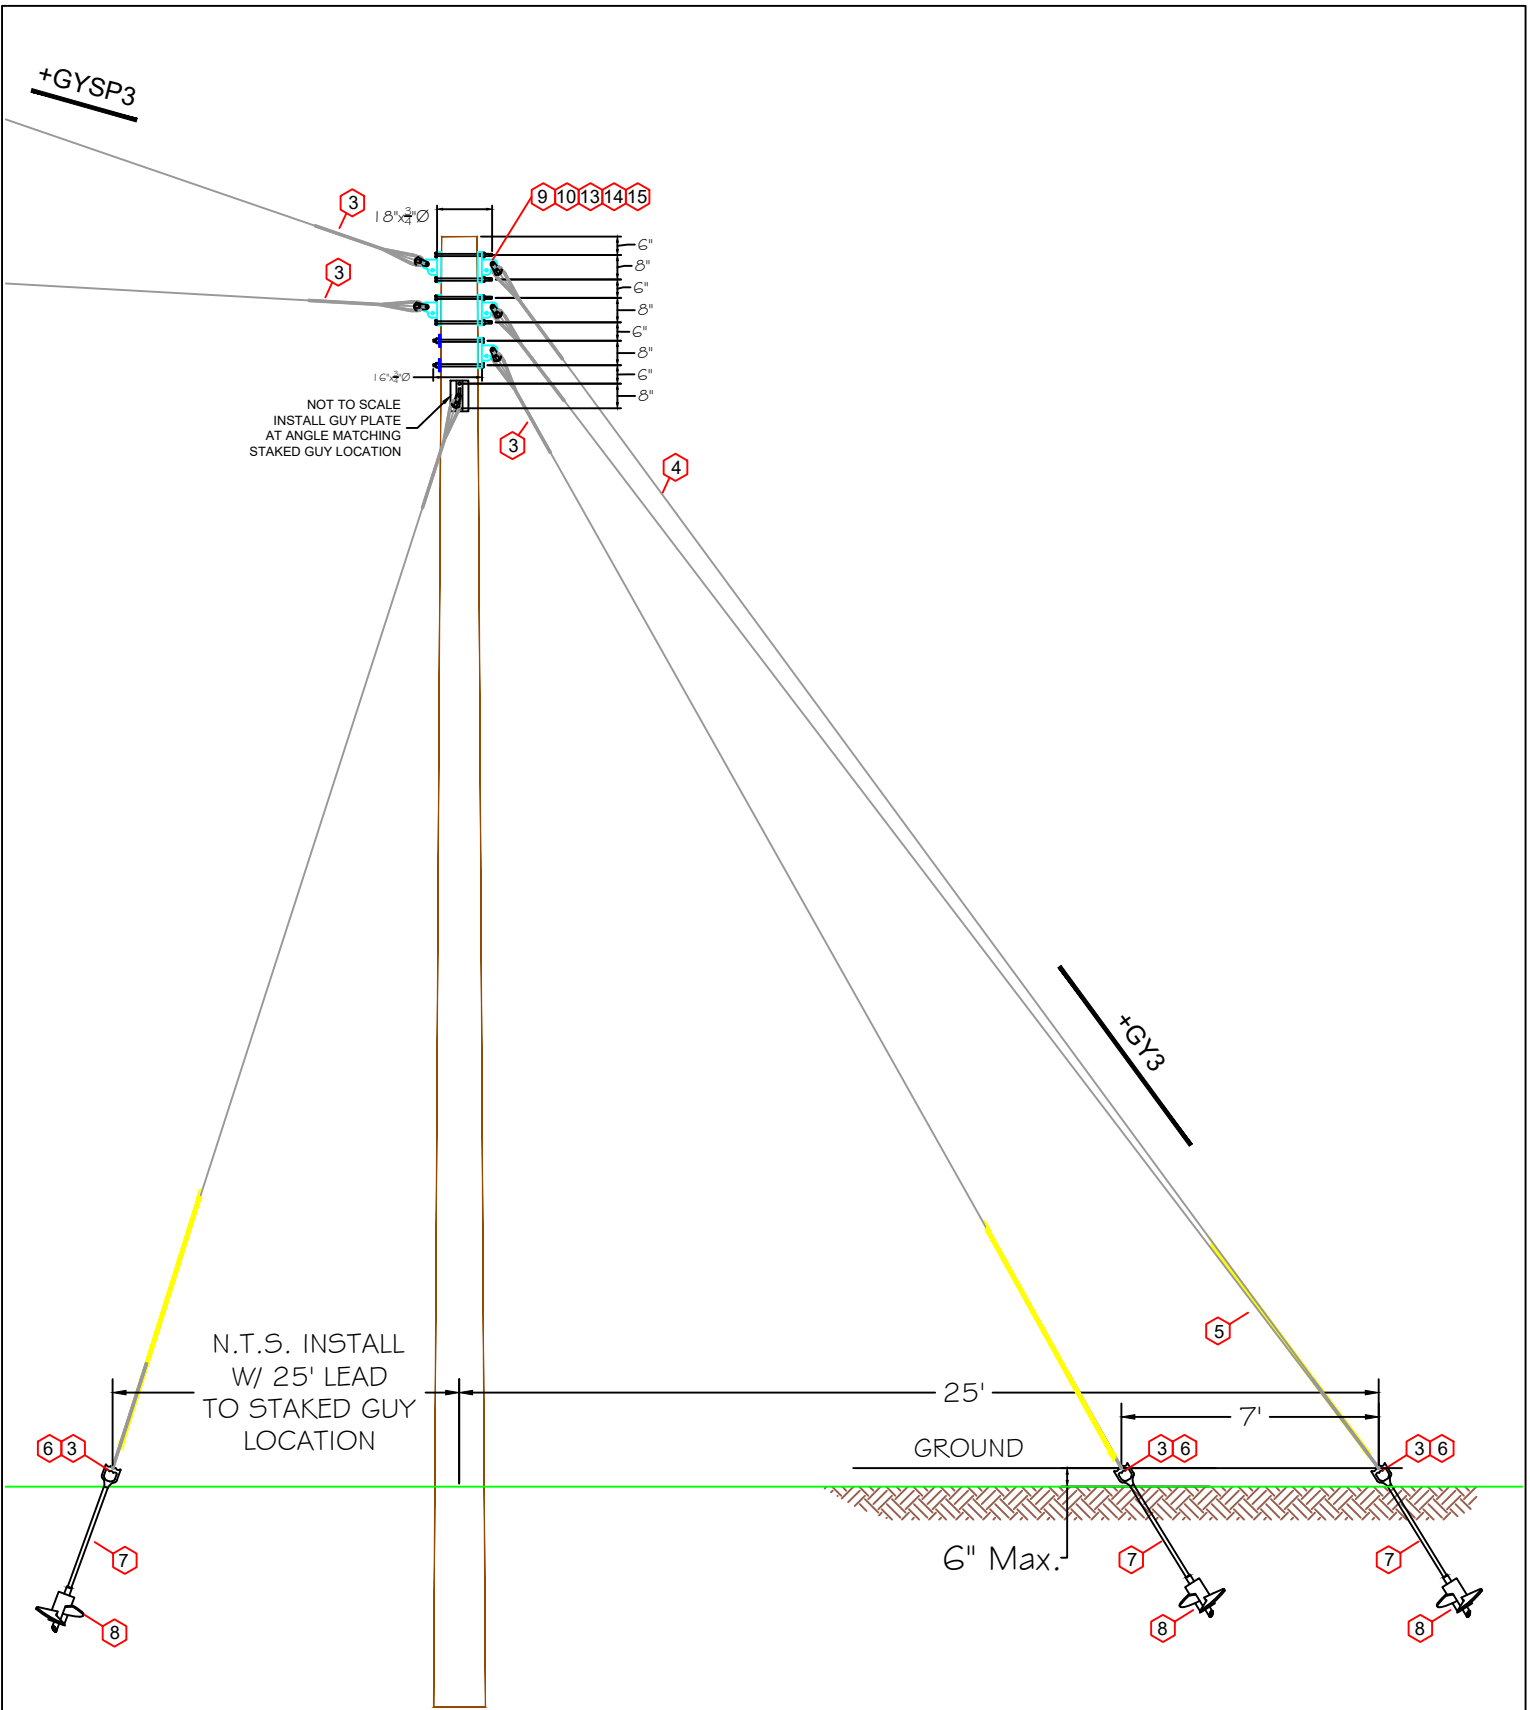 +GYSP3
3
18"x3/4"Ø
9 10 13 14 15
6"
8"
3
6"
8"
6"
8"
16"x3/4"Ø
6"
8"
NOT TO SCALE
INSTALL GUY PLATE
AT ANGLE MATCHING
STAKED GUY LOCATION
3
4
+GY3
5
N.T.S. INSTALL
W/ 25' LEAD
TO STAKED GUY
LOCATION
25'
7'
GROUND
6 3
3 6
3 6
6" Max.
7
7
7
8
8
8